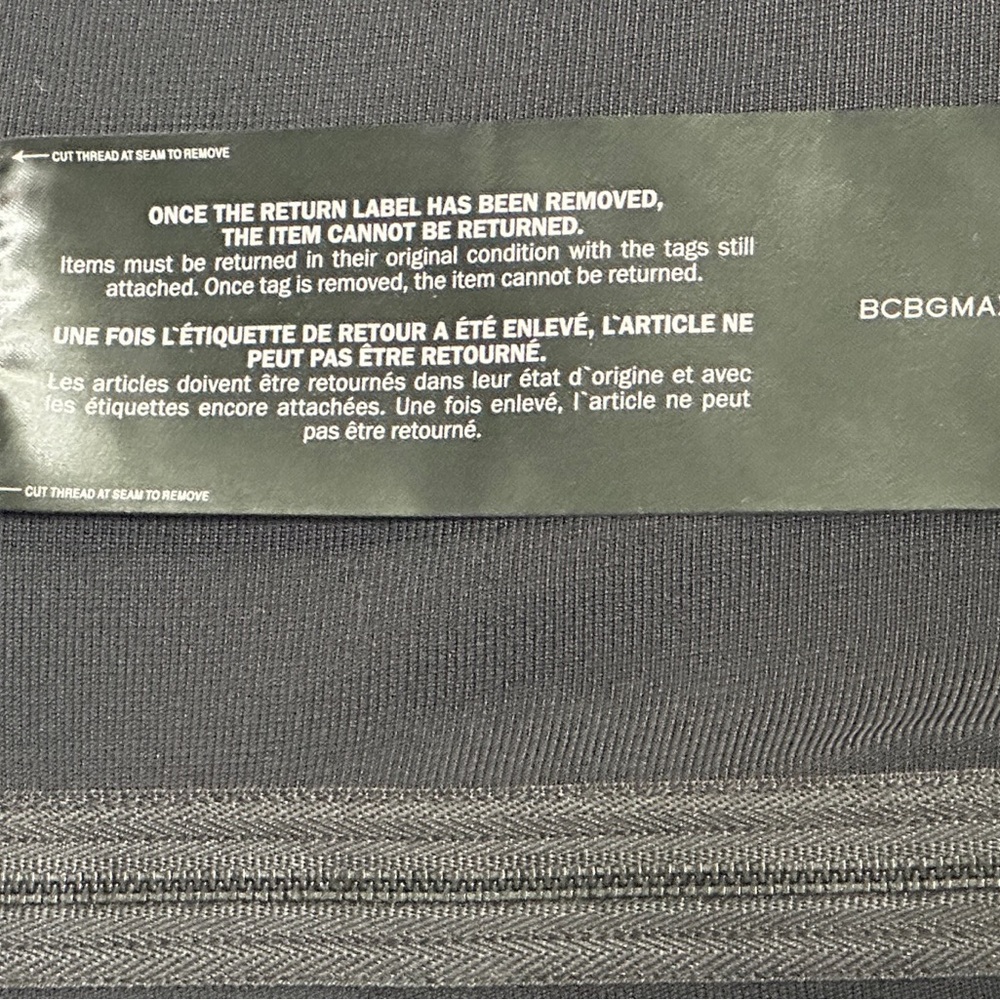 CUT THREAD AT SEAM TO REMOVE
ONCE THE RETURN LABEL HAS BEEN REMOVED,
THE ITEM CANNOT BE RETURNED.
Items must be returned in their original condition with the tags still
attached. Once tag is removed, the item cannot be returned.
BCBGMA
UNE FOIS L`ÉTIQUETTE DE RETOUR A ÉTÉ ENLEVÉ, L`ARTICLE NE
PEUT PAS ÊTRE RETOURNÉ.
Les articles doivent être retournés dans leur état d`origine et avec
les étiquettes encore attachées. Une fois enlevé, l`article ne peut
pas être retourné.
CUT THREAD AT SEAM TO REMOVE